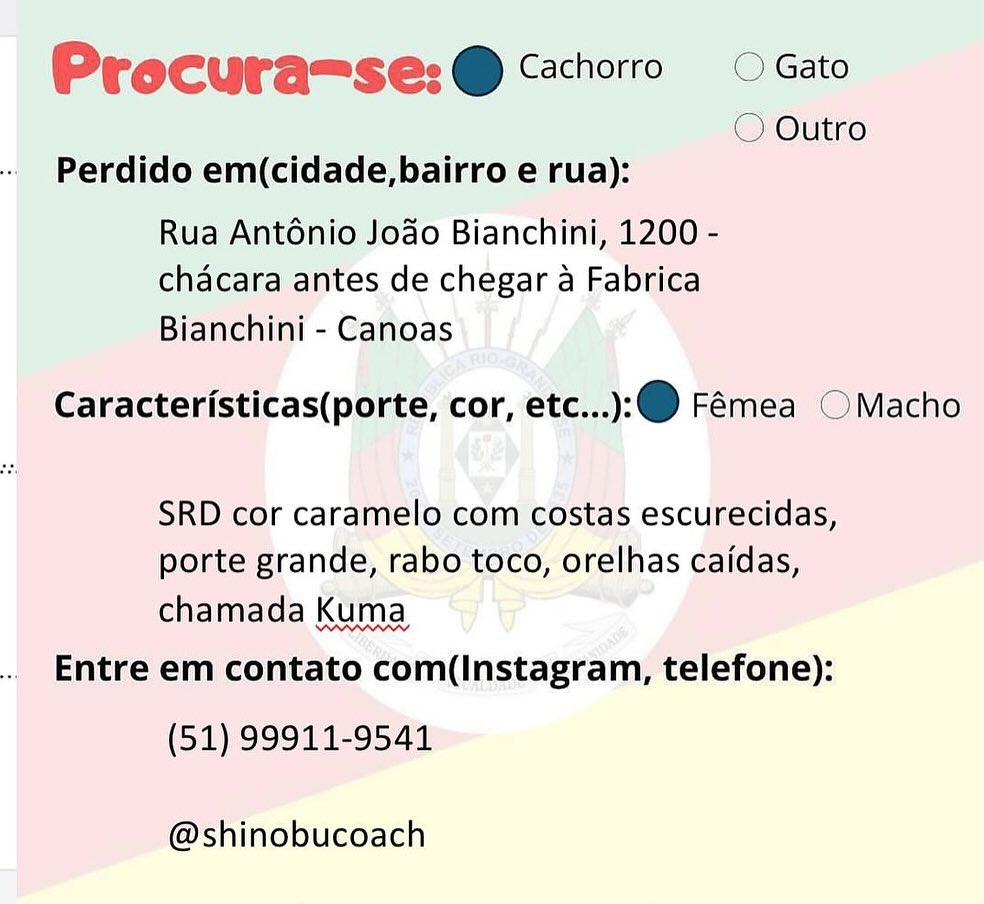 Procura-se: Cachorro Gato
Outro
Perdido em(cidade,bairro e rua):
Rua Antônio João Bianchini, 1200 -
chácara antes de chegar à Fabrica
Bianchini - Canoas
Características(porte, cor, etc...): Fêmea Macho
SRD cor caramelo com costas escurecidas,
porte grande, rabo toco, orelhas caídas,
chamada Kuma
Entre em contato com(Instagram, telefone):
(51) 99911-9541
@shinobucoach